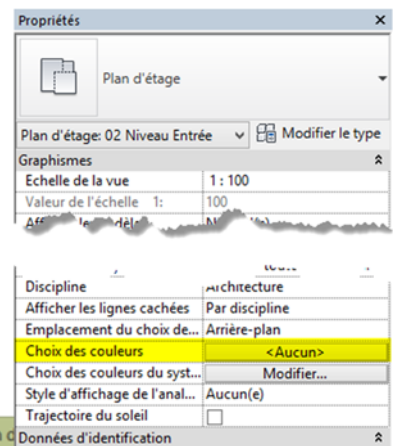 Propriétés
Plan d'étage
Plan d'étage: 02 Niveau Entrée Modifier le type
Graphismes
Echelle de la vue 1 : 100
Valeur de l'échelle 1: 100
Discipline Architecture
Afficher les lignes cachées Par discipline
Emplacement du choix de... Arrière-plan
Choix des couleurs <Aucun>
Choix des couleurs du syst... Modifier...
Style d'affichage de l'anal... Aucun(e)
Trajectoire du soleil
Données d'identification